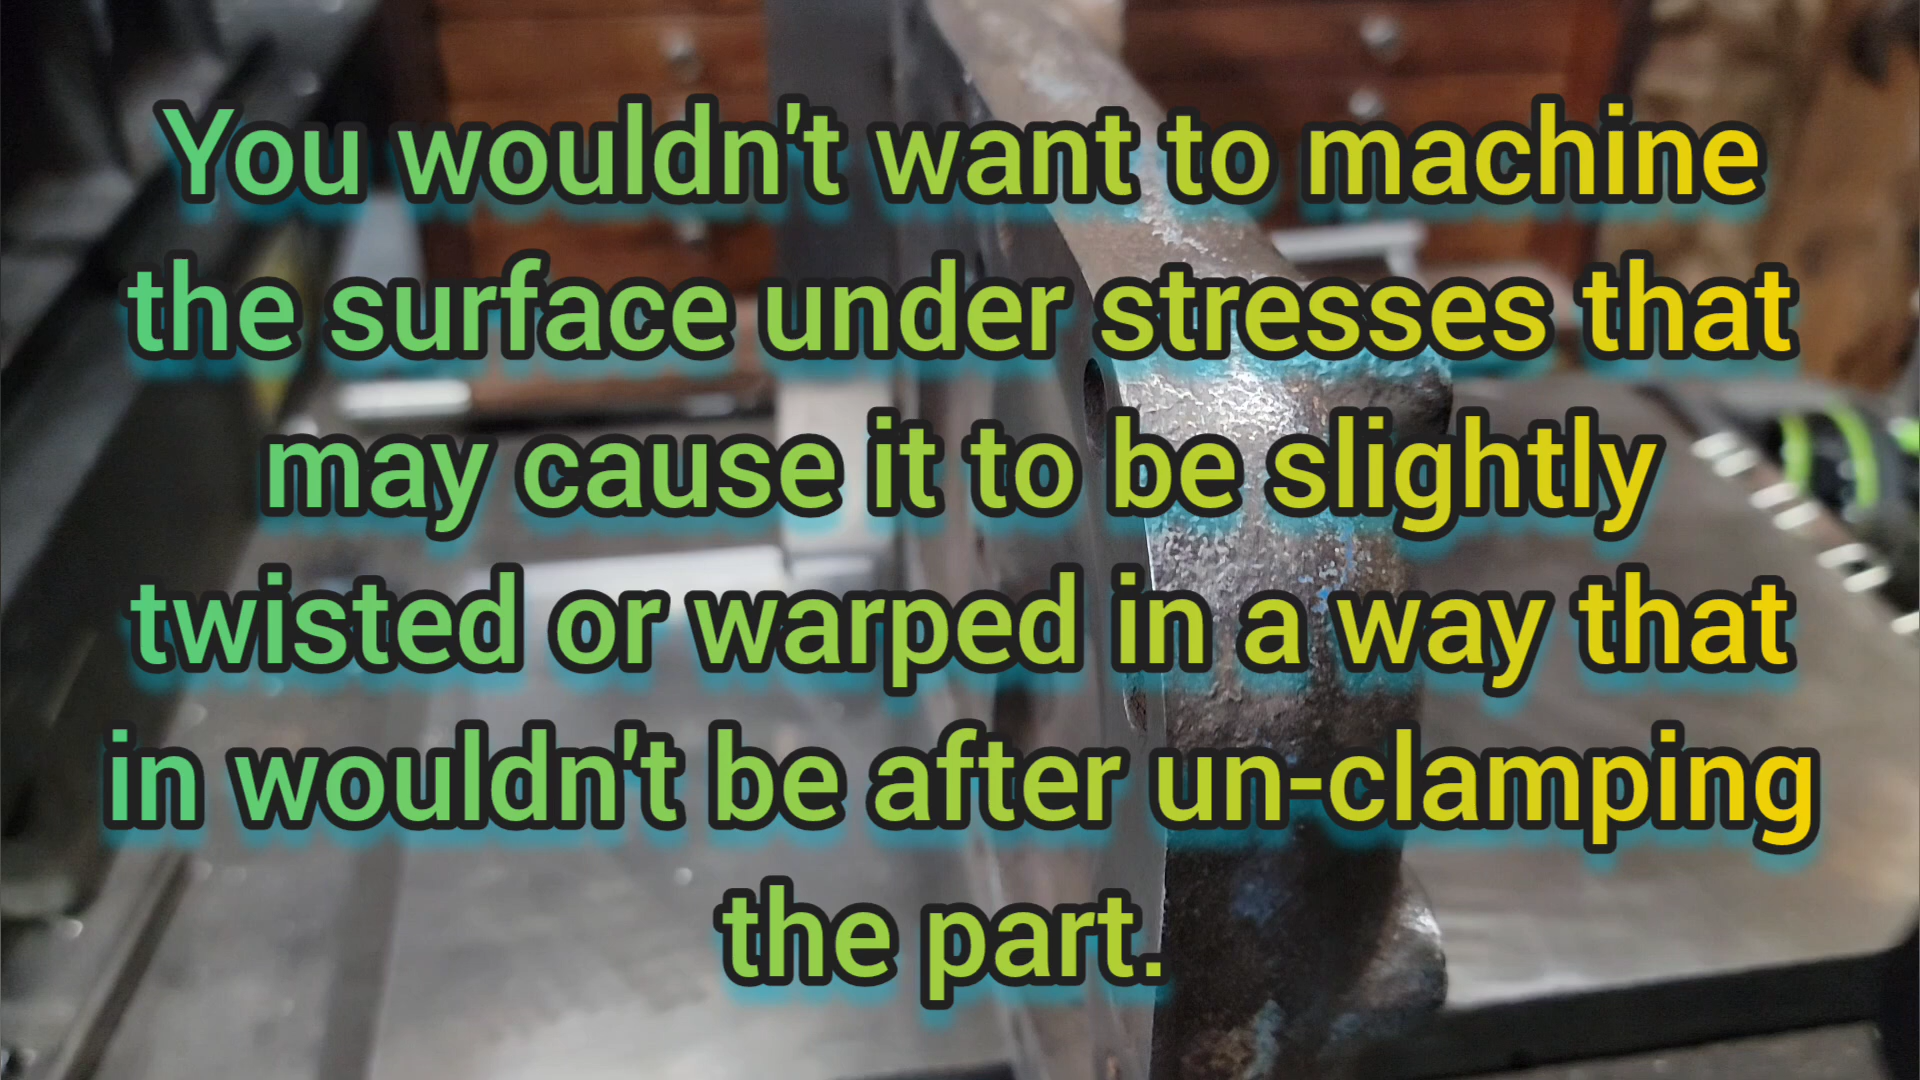 You wouldn't want to machine
the surface under stresses that
may cause it to be slightly
twisted or warped in a way that
in wouldn't be after un-clamping
the part.